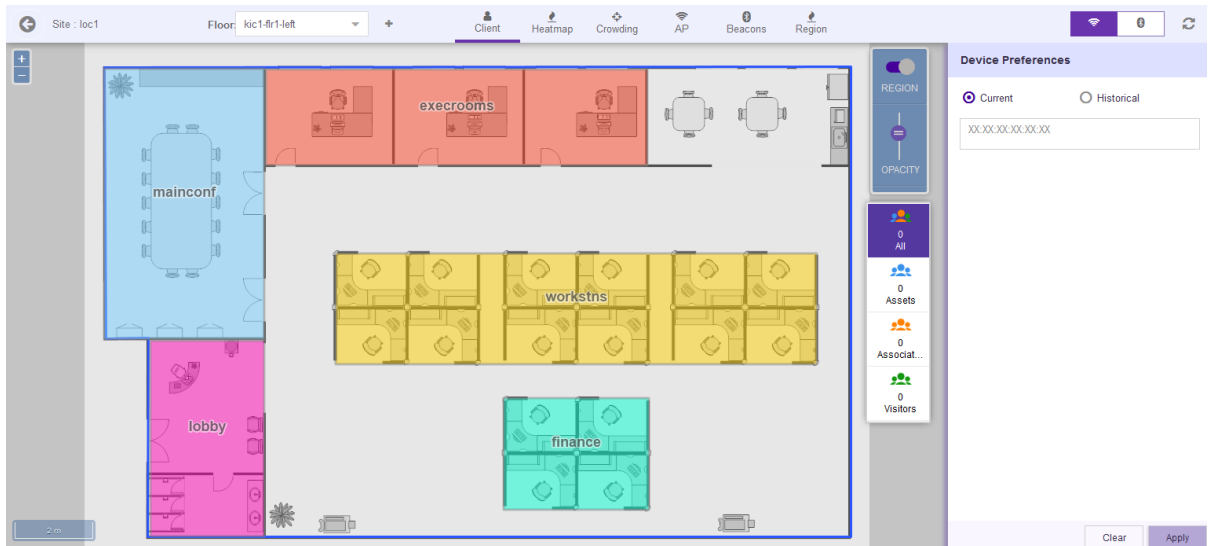 Site : loc1
Floor: kic1-flr1-left
+
Client
Heatmap
Crowding
AP
Beacons
Region
+
−
REGION
OPACITY
execrooms
mainconf
workstns
lobby
finance
0
All
0
Assets
0
Associat...
0
Visitors
2 m
Device Preferences
Current
Historical
XX:XX:XX:XX:XX:XX
Clear
Apply